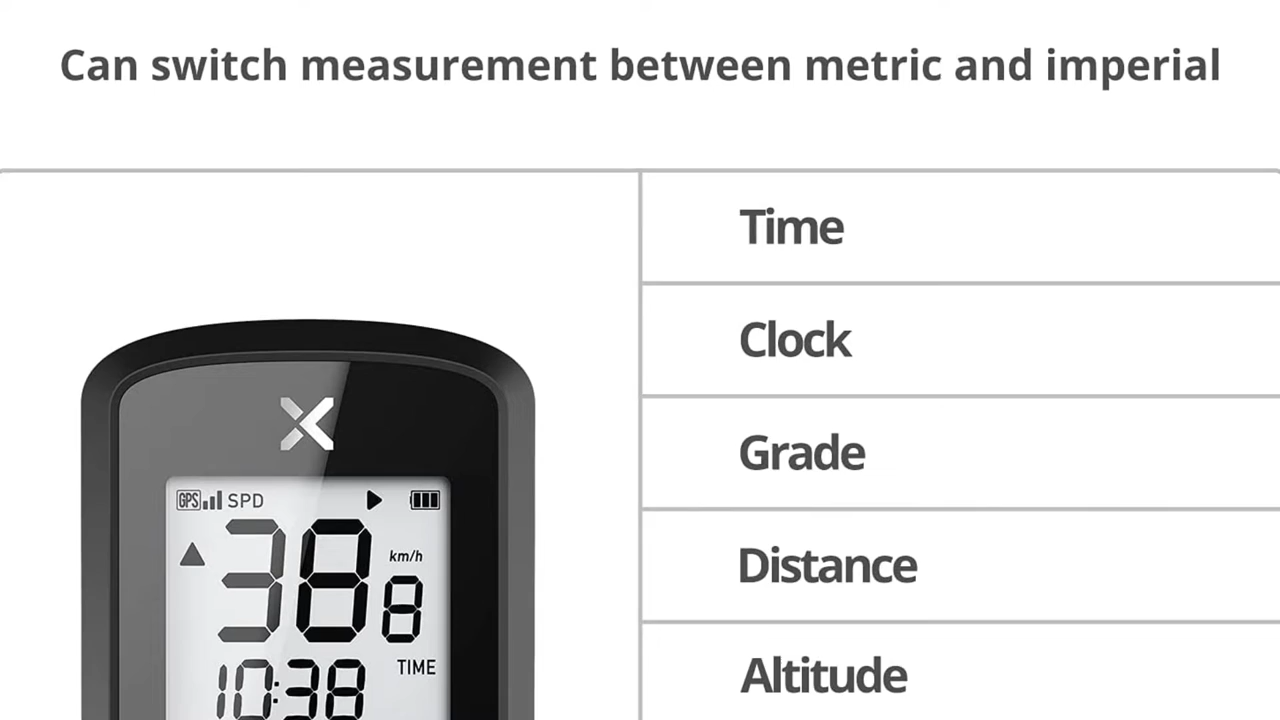 Can switch measurement between metric and imperial
Time
Clock
Grade
Distance
Altitude
GPS SPD
38.8 km/h
TIME
10:38